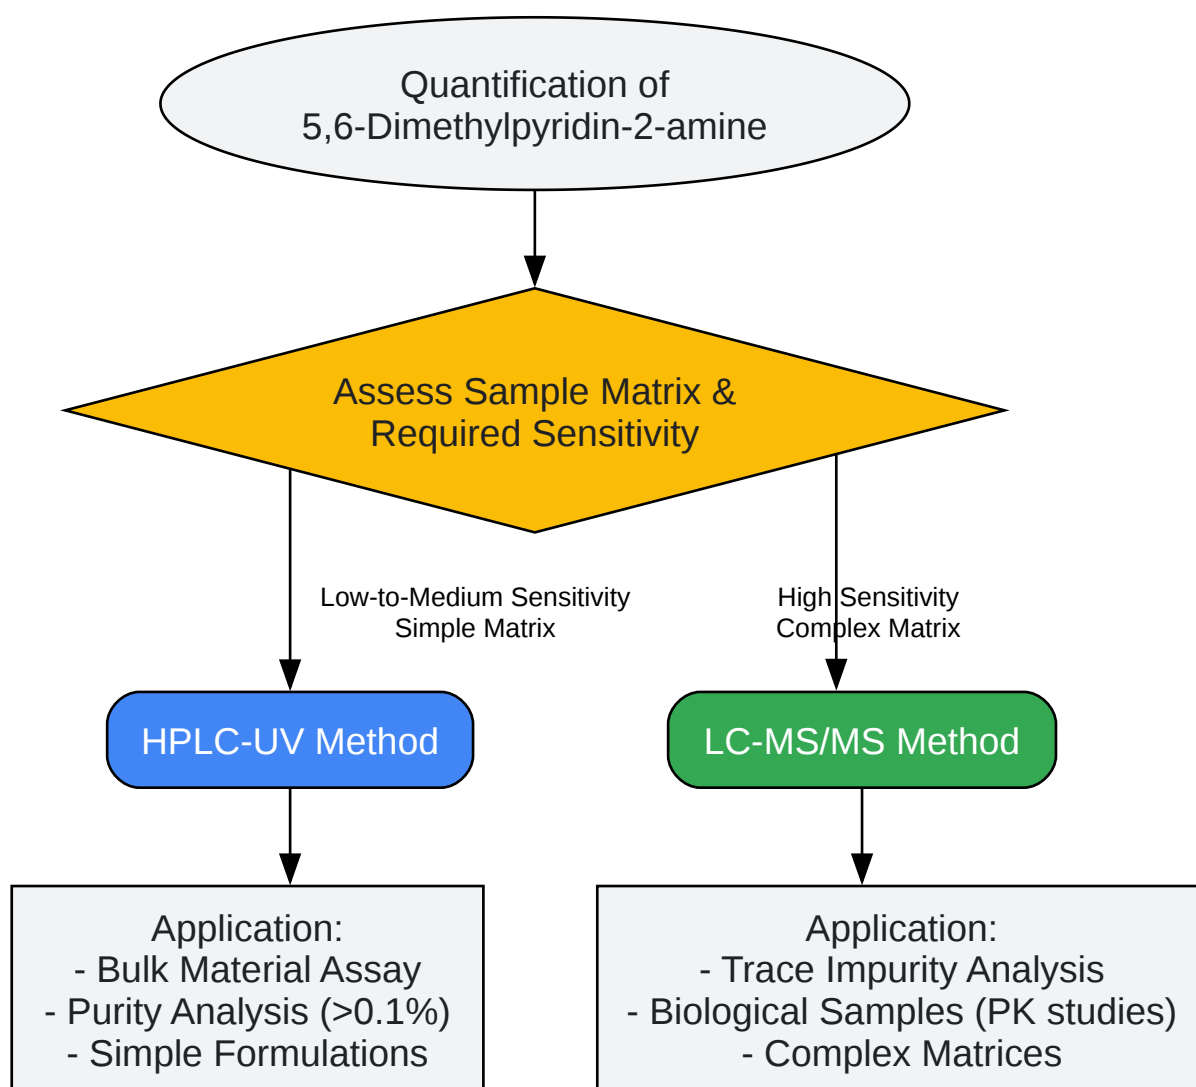 Quantification of
5,6-Dimethylpyridin-2-amine
Assess Sample Matrix &
Required Sensitivity
Low-to-Medium Sensitivity
Simple Matrix
High Sensitivity
Complex Matrix
HPLC-UV Method
LC-MS/MS Method
Application:
- Bulk Material Assay
- Purity Analysis (>0.1%)
- Simple Formulations
Application:
- Trace Impurity Analysis
- Biological Samples (PK studies)
- Complex Matrices